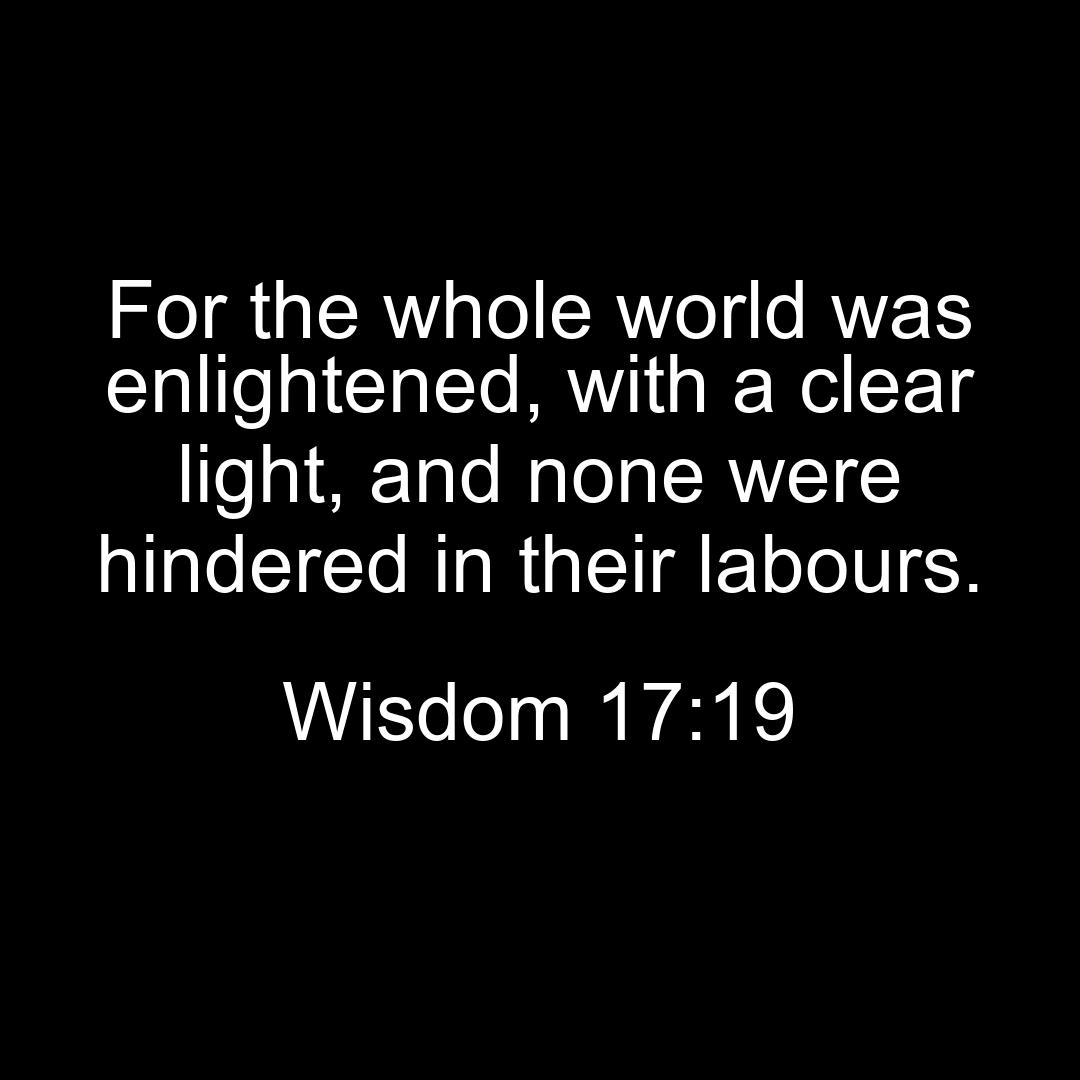 For the whole world was
enlightened, with a clear
light, and none were
hindered in their labours.
Wisdom 17:19